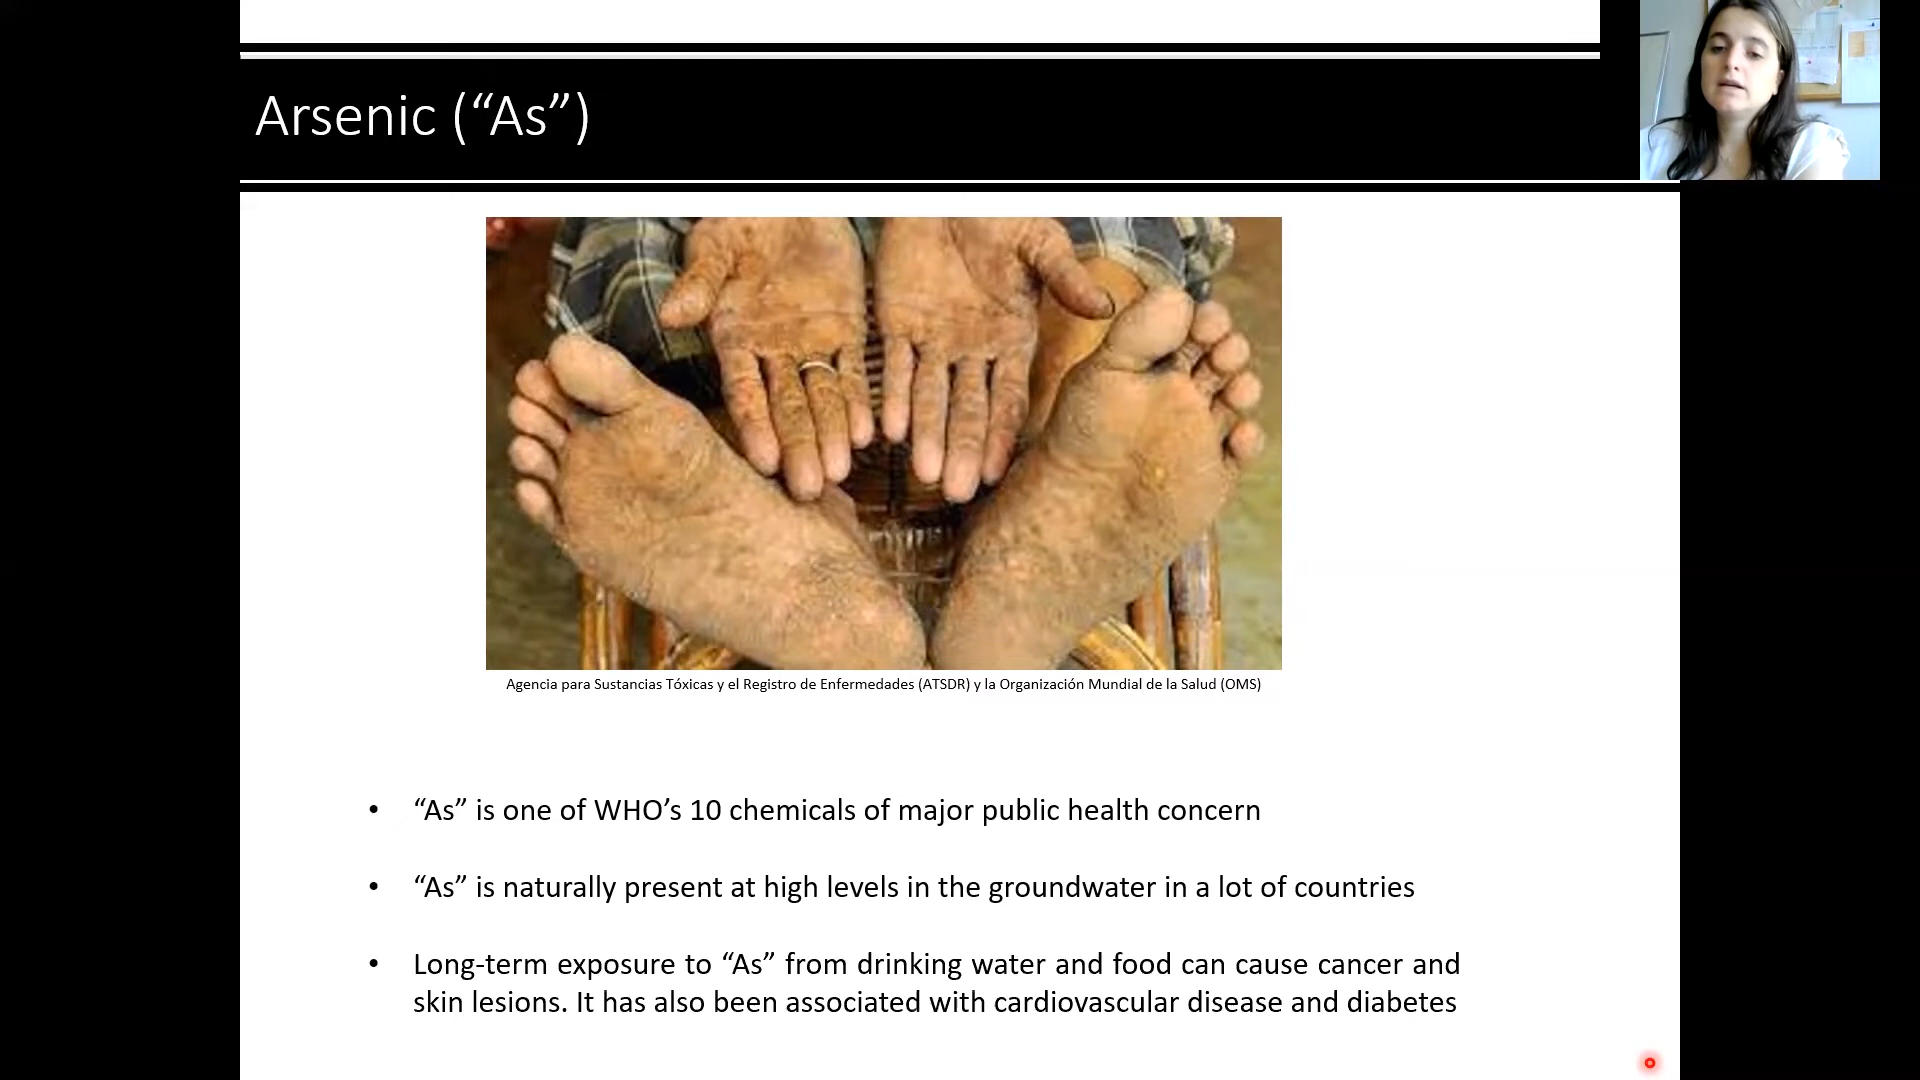 Arsenic (“As”)
Agencia para Sustancias Tóxicas y el Registro de Enfermedades (ATSDR) y la Organización Mundial de la Salud (OMS)
• “As” is one of WHO’s 10 chemicals of major public health concern
• “As” is naturally present at high levels in the groundwater in a lot of countries
• Long-term exposure to “As” from drinking water and food can cause cancer and
skin lesions. It has also been associated with cardiovascular disease and diabetes